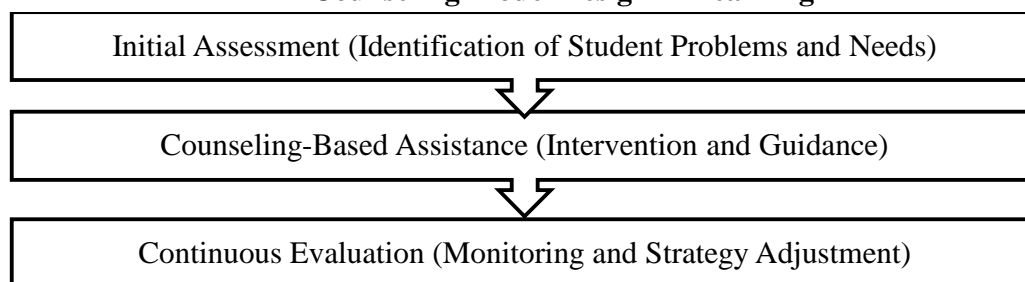 Initial Assessment (Identification of Student Problems and Needs)
Counseling-Based Assistance (Intervention and Guidance)
Continuous Evaluation (Monitoring and Strategy Adjustment)